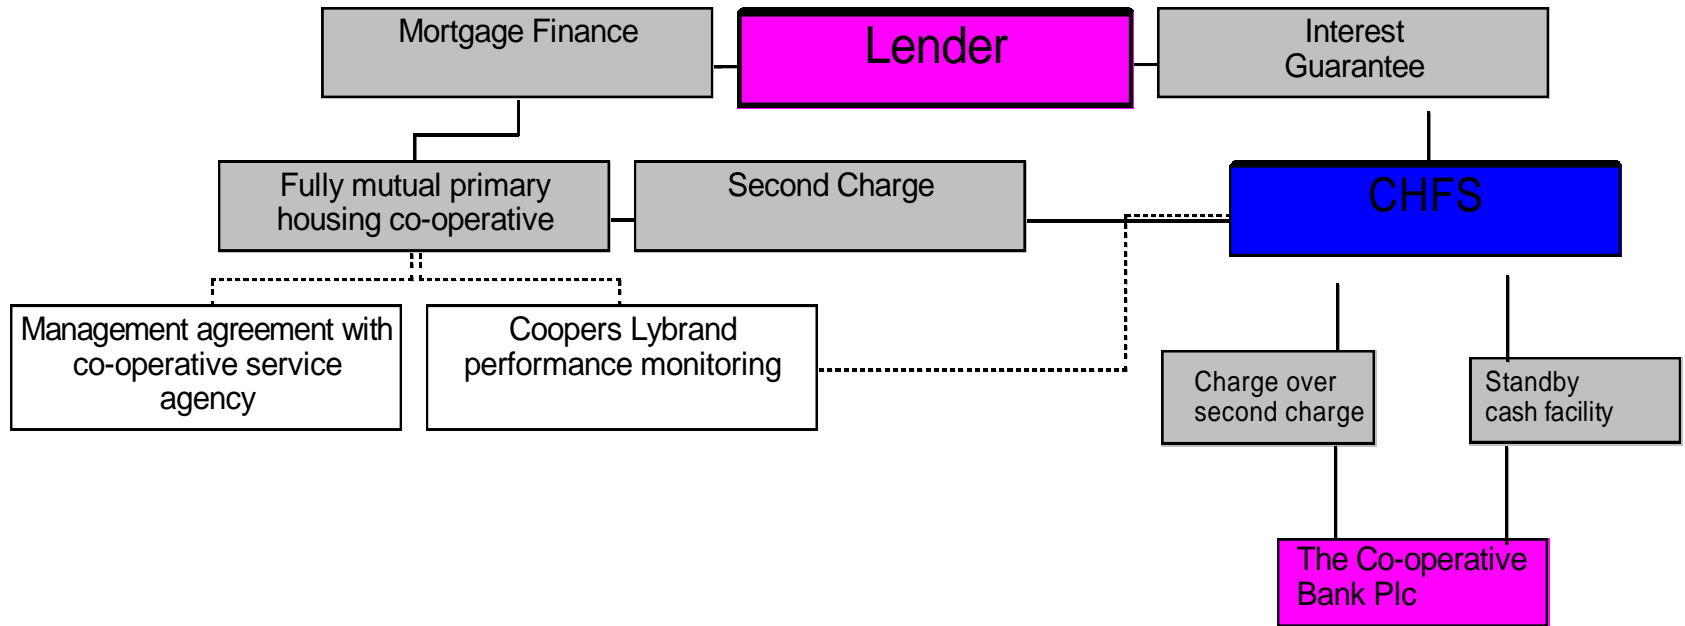 Mortgage Finance
Lender
Interest
Guarantee
Fully mutual primary
housing co-operative
Second Charge
CHFS
Management agreement with
co-operative service
agency
Coopers Lybrand
performance monitoring
Charge over
second charge
Standby
cash facility
The Co-operative
Bank Plc